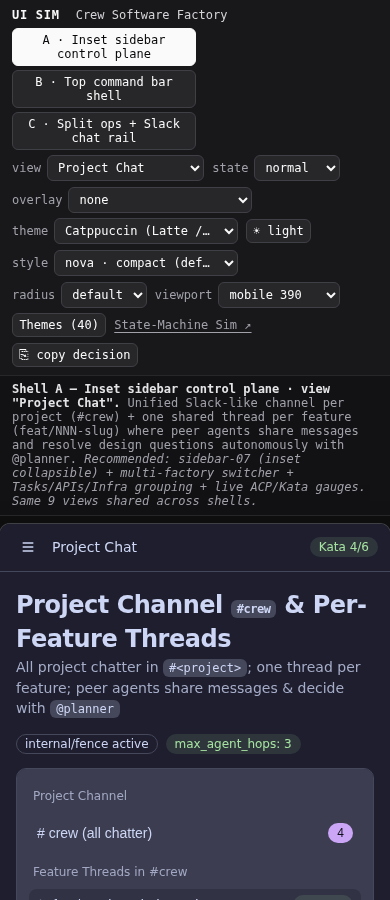 UI SIM Crew Software Factory
A · Inset sidebar
control plane
B · Top command bar
shell
C · Split ops + Slack
chat rail
view Project Chat state normal
overlay none
theme Catppuccin (Latte /… ☀ light
style nova · compact (def…
radius default viewport mobile 390
Themes (40) State-Machine Sim ↗
⎘ copy decision
Shell A — Inset sidebar control plane · view
"Project Chat". Unified Slack-like channel per
project (#crew) + one shared thread per feature
(feat/NNN-slug) where peer agents share messages
and resolve design questions autonomously with
@planner. Recommended: sidebar-07 (inset
collapsible) + multi-factory switcher +
Tasks/APIs/Infra grouping + live ACP/Kata gauges.
Same 9 views shared across shells.
☰ Project Chat Kata 4/6
Project Channel #crew & Per-
Feature Threads
All project chatter in #<project>; one thread per
feature; peer agents share messages & decide
with @planner
internal/fence active max_agent_hops: 3
Project Channel
# crew (all chatter) 4
Feature Threads in #crew